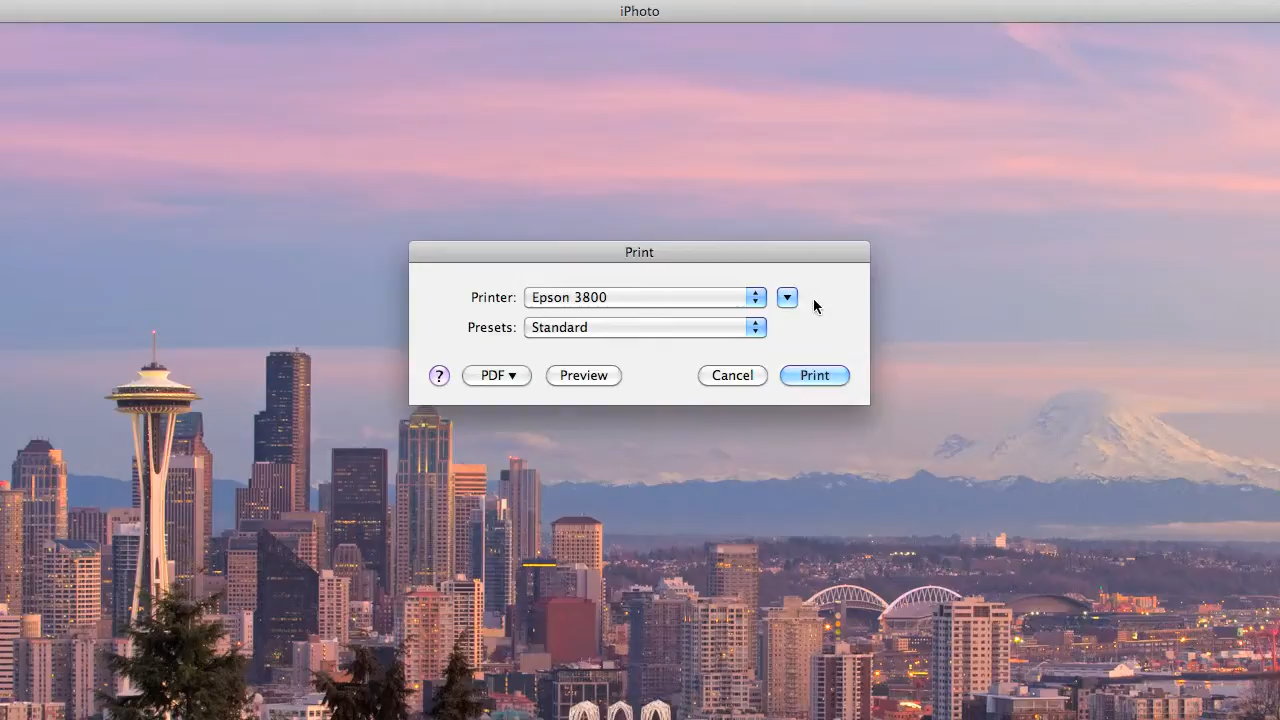 iPhoto
Print
Printer: Epson 3800
Presets: Standard
? PDF▼ Preview Cancel Print